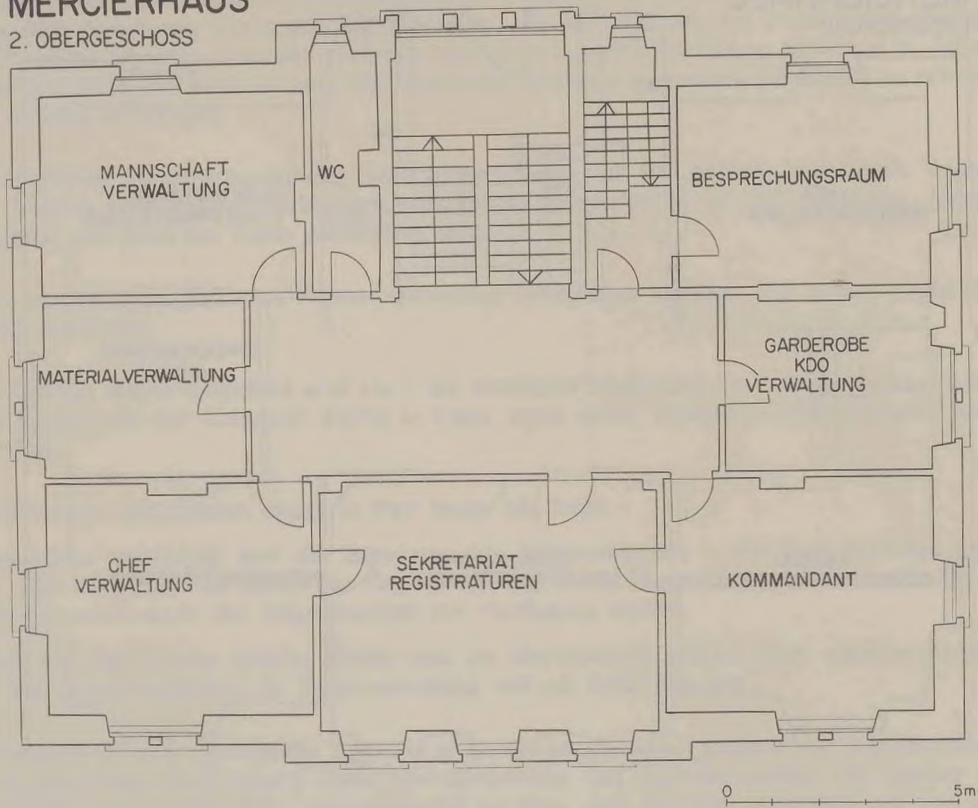 MERCIERHAUS
2. OBERGESCHOSS
MANNSCHAFT
VERWALTUNG
WC
BESPRECHUNGSRAUM
MATERIALVERWALTUNG
GARDEROBE
KDO
VERWALTUNG
CHEF
VERWALTUNG
SEKRETARIAT
REGISTRATUREN
KOMMANDANT
0
5m